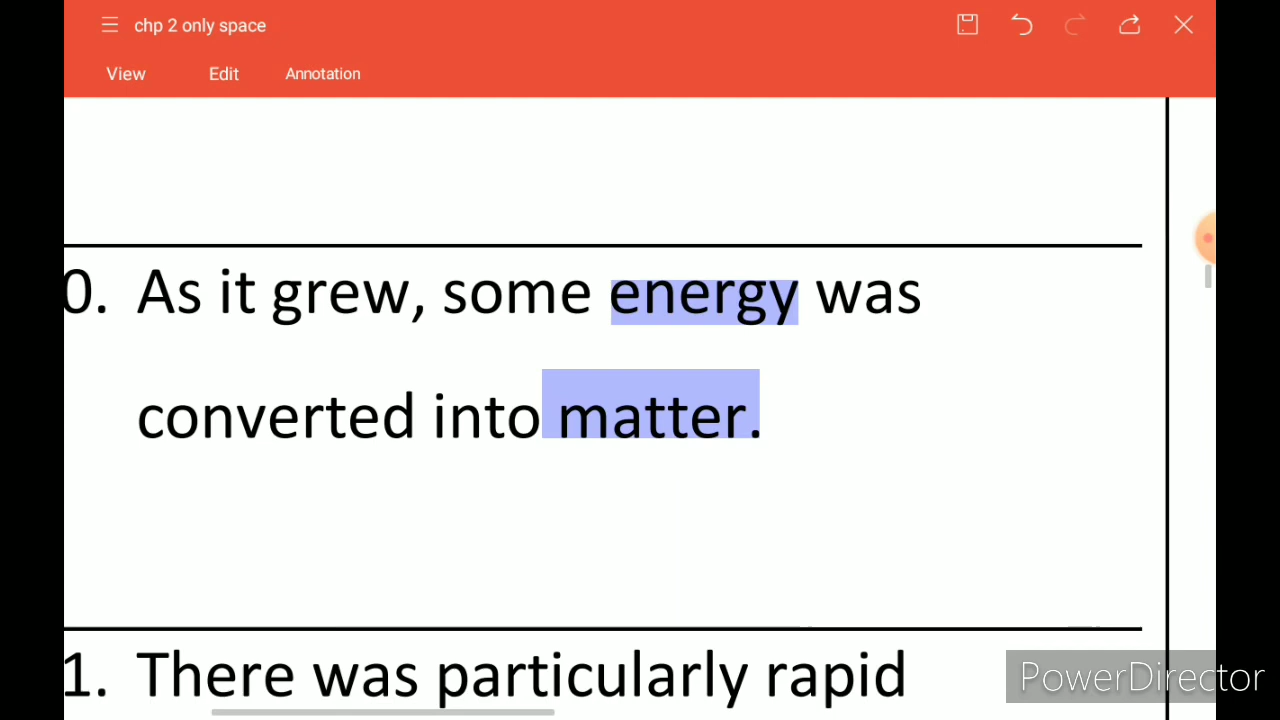 chp 2 only space
View Edit Annotation
0. As it grew, some energy was
converted into matter.
1. There was particularly rapid
PowerDirector